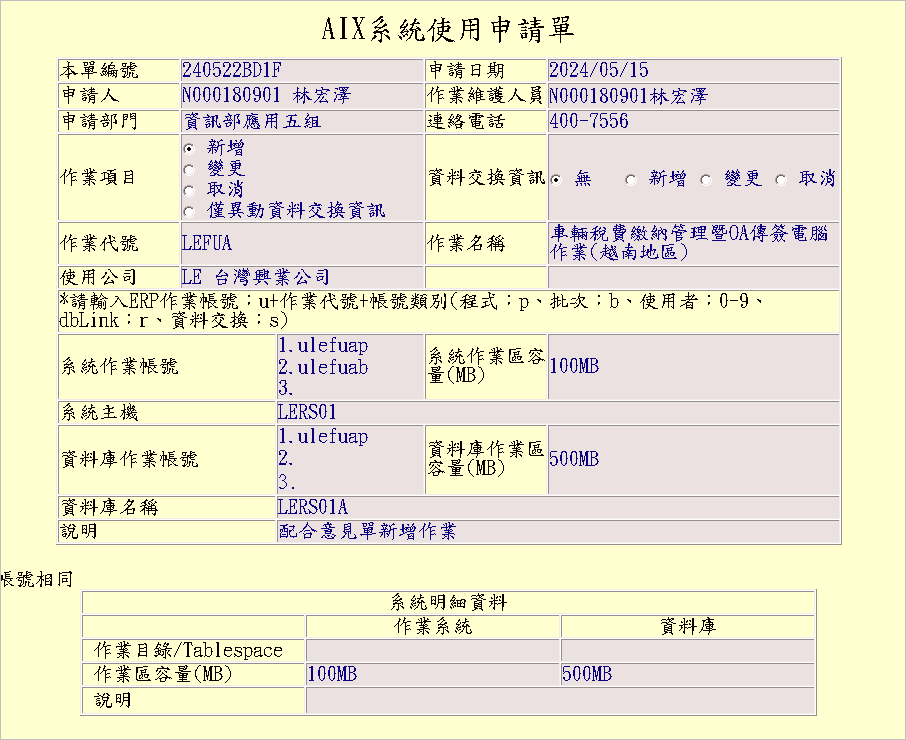 AIX系統使用申請單
本單編號 240522BD1F 申請日期 2024/05/15
申請人 N000180901 林宏澤 作業維護人員 N000180901林宏澤
申請部門 資訊部應用五組 連絡電話 400-7556
作業項目
新增
變更
取消
僅異動資料交換資訊
資料交換資訊 無 新增 變更 取消
作業代號 LEFUA 作業名稱
車輛稅費繳納管理暨OA傳簽電腦
作業(越南地區)
使用公司 LE 台灣興業公司
*請輸入ERP作業帳號：u+作業代號+帳號類別(程式：p、批次：b、使用者：0-9、
dbLink：r、資料交換：s)
系統作業帳號
1.ulefuap
2.ulefuab
3.
系統作業區容
量(MB)
100MB
系統主機 LERS01
資料庫作業帳號
1.ulefuap
2.
3.
資料庫作業區
容量(MB)
500MB
資料庫名稱 LERS01A
說明 配合意見單新增作業
帳號相同
系統明細資料
作業系統 資料庫
作業目錄/Tablespace
作業區容量(MB) 100MB 500MB
說明